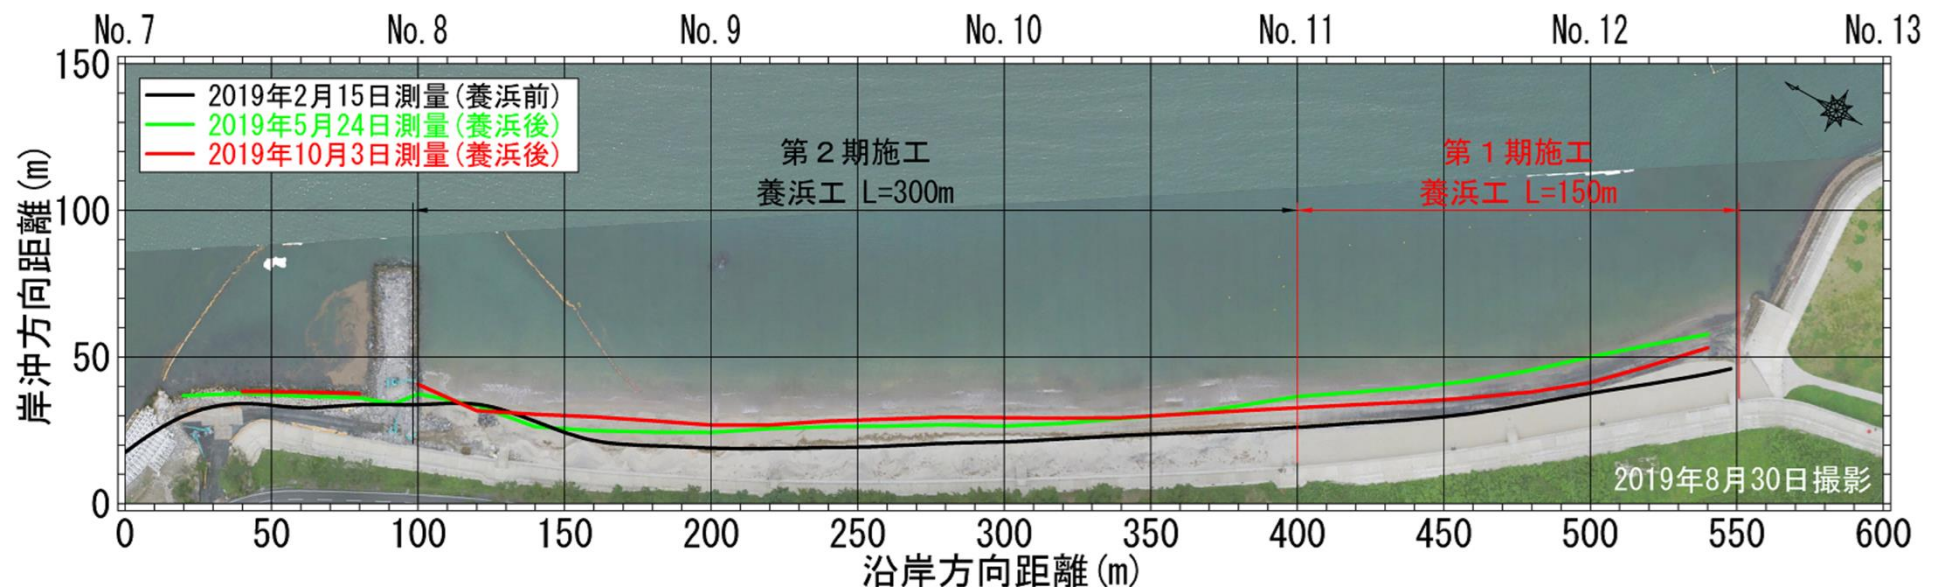 No.7 No.8 No.9 No.10 No.11 No.12 No.13
150
2019年2月15日測量(養浜前)
2019年5月24日測量(養浜後)
2019年10月3日測量(養浜後)
第2期施工
養浜工 L=300m
第1期施工
養浜工 L=150m
100
50
0
岸沖方向距離(m)
2019年8月30日撮影
0 50 100 150 200 250 300 350 400 450 500 550 600
沿岸方向距離(m)